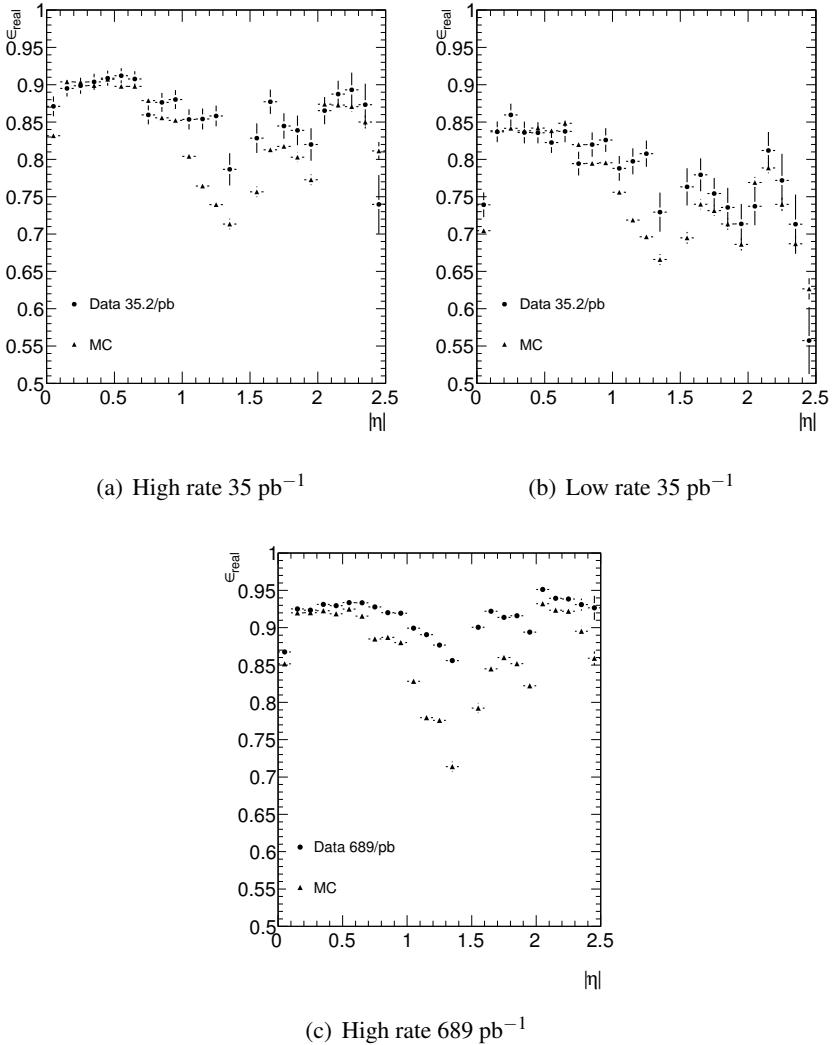 ∈real
1
0.95
0.9
0.85
0.8
0.75
0.7
0.65
0.6
0.55
0.5
Data 35.2/pb
MC
0 0.5 1 1.5 2 2.5
|η|
(a) High rate 35 pb−1
∈real
1
0.95
0.9
0.85
0.8
0.75
0.7
0.65
0.6
0.55
0.5
Data 35.2/pb
MC
0 0.5 1 1.5 2 2.5
|η|
(b) Low rate 35 pb−1
∈real
1
0.95
0.9
0.85
0.8
0.75
0.7
0.65
0.6
0.55
0.5
Data 689/pb
MC
0 0.5 1 1.5 2 2.5
|η|
(c) High rate 689 pb−1